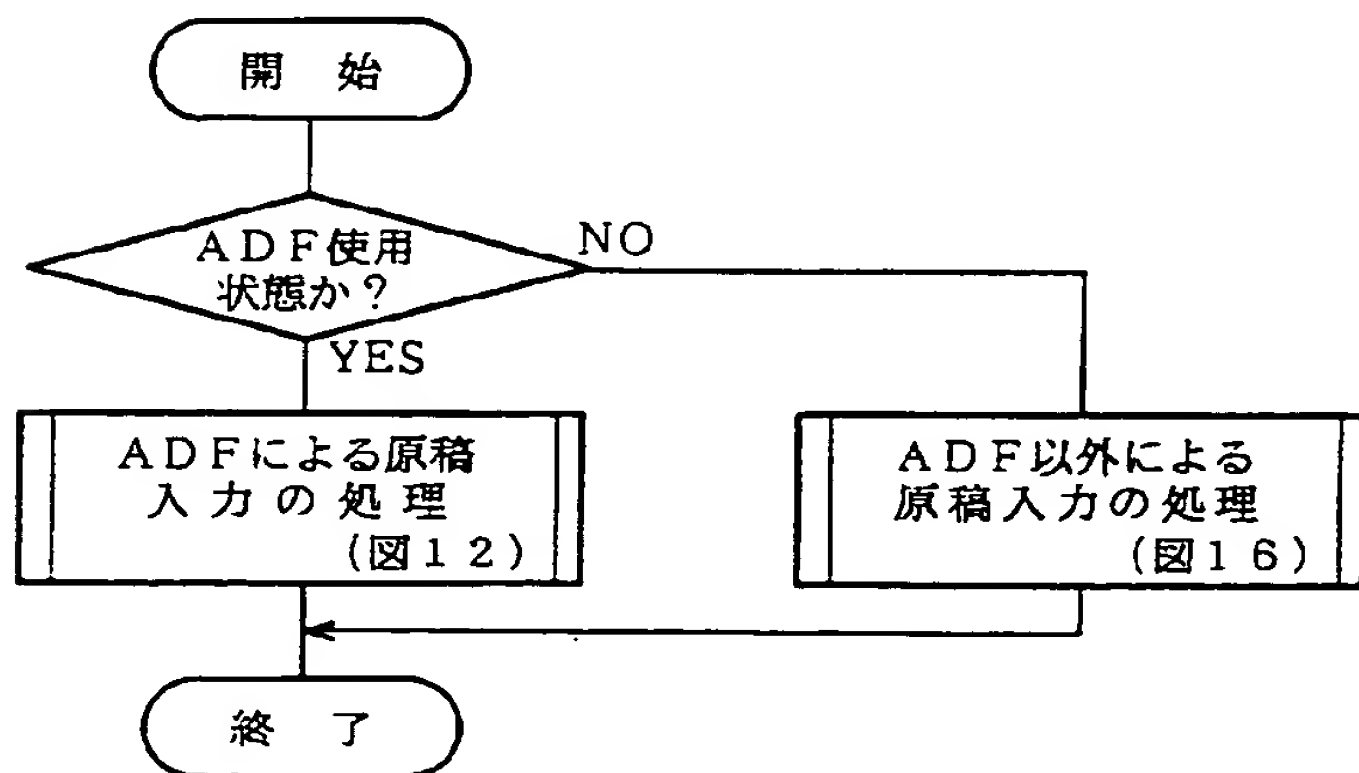 開　始
ＡＤＦ使用
状態か？
NO
YES
ＡＤＦによる原稿
入力の処理
（図１２）
ＡＤＦ以外による
原稿入力の処理
（図１６）
終　了